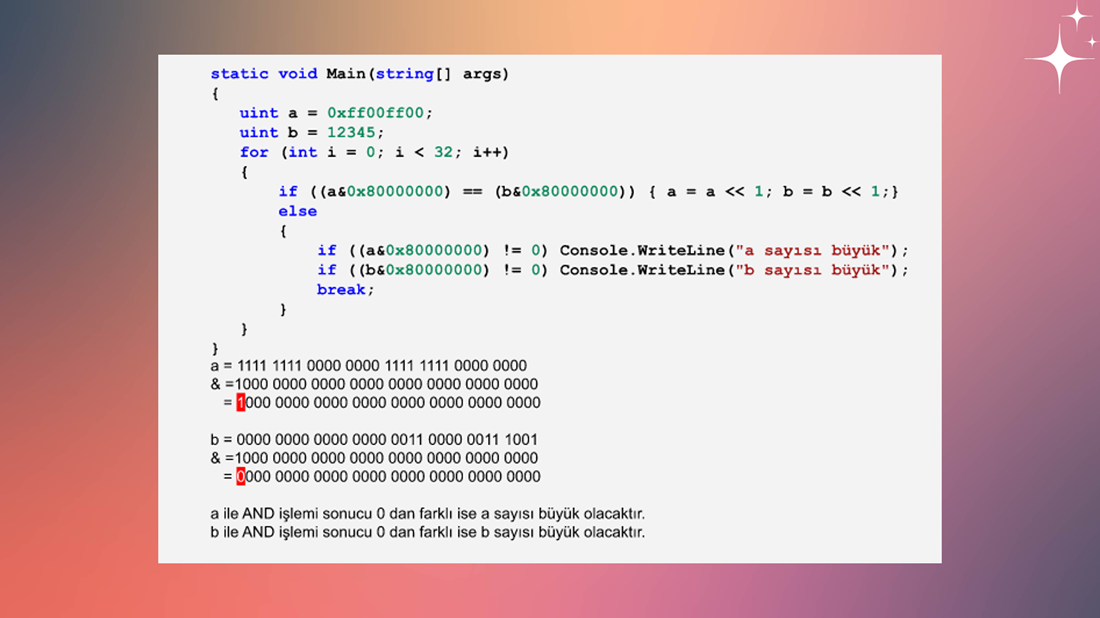 static void Main(string[] args)
{
uint a = 0xff00ff00;
uint b = 12345;
for (int i = 0; i < 32; i++)
{
if ((a&0x80000000) == (b&0x80000000)) { a = a << 1; b = b << 1;}
else
{
if ((a&0x80000000) != 0) Console.WriteLine("a sayısı büyük");
if ((b&0x80000000) != 0) Console.WriteLine("b sayısı büyük");
break;
}
}
}
a = 1111 1111 0000 0000 1111 1111 0000 0000
& =1000 0000 0000 0000 0000 0000 0000 0000
= 1000 0000 0000 0000 0000 0000 0000 0000
b = 0000 0000 0000 0000 0011 0000 0011 1001
& =1000 0000 0000 0000 0000 0000 0000 0000
= 0000 0000 0000 0000 0000 0000 0000 0000
a ile AND işlemi sonucu 0 dan farklı ise a sayısı büyük olacaktır.
b ile AND işlemi sonucu 0 dan farklı ise b sayısı büyük olacaktır.